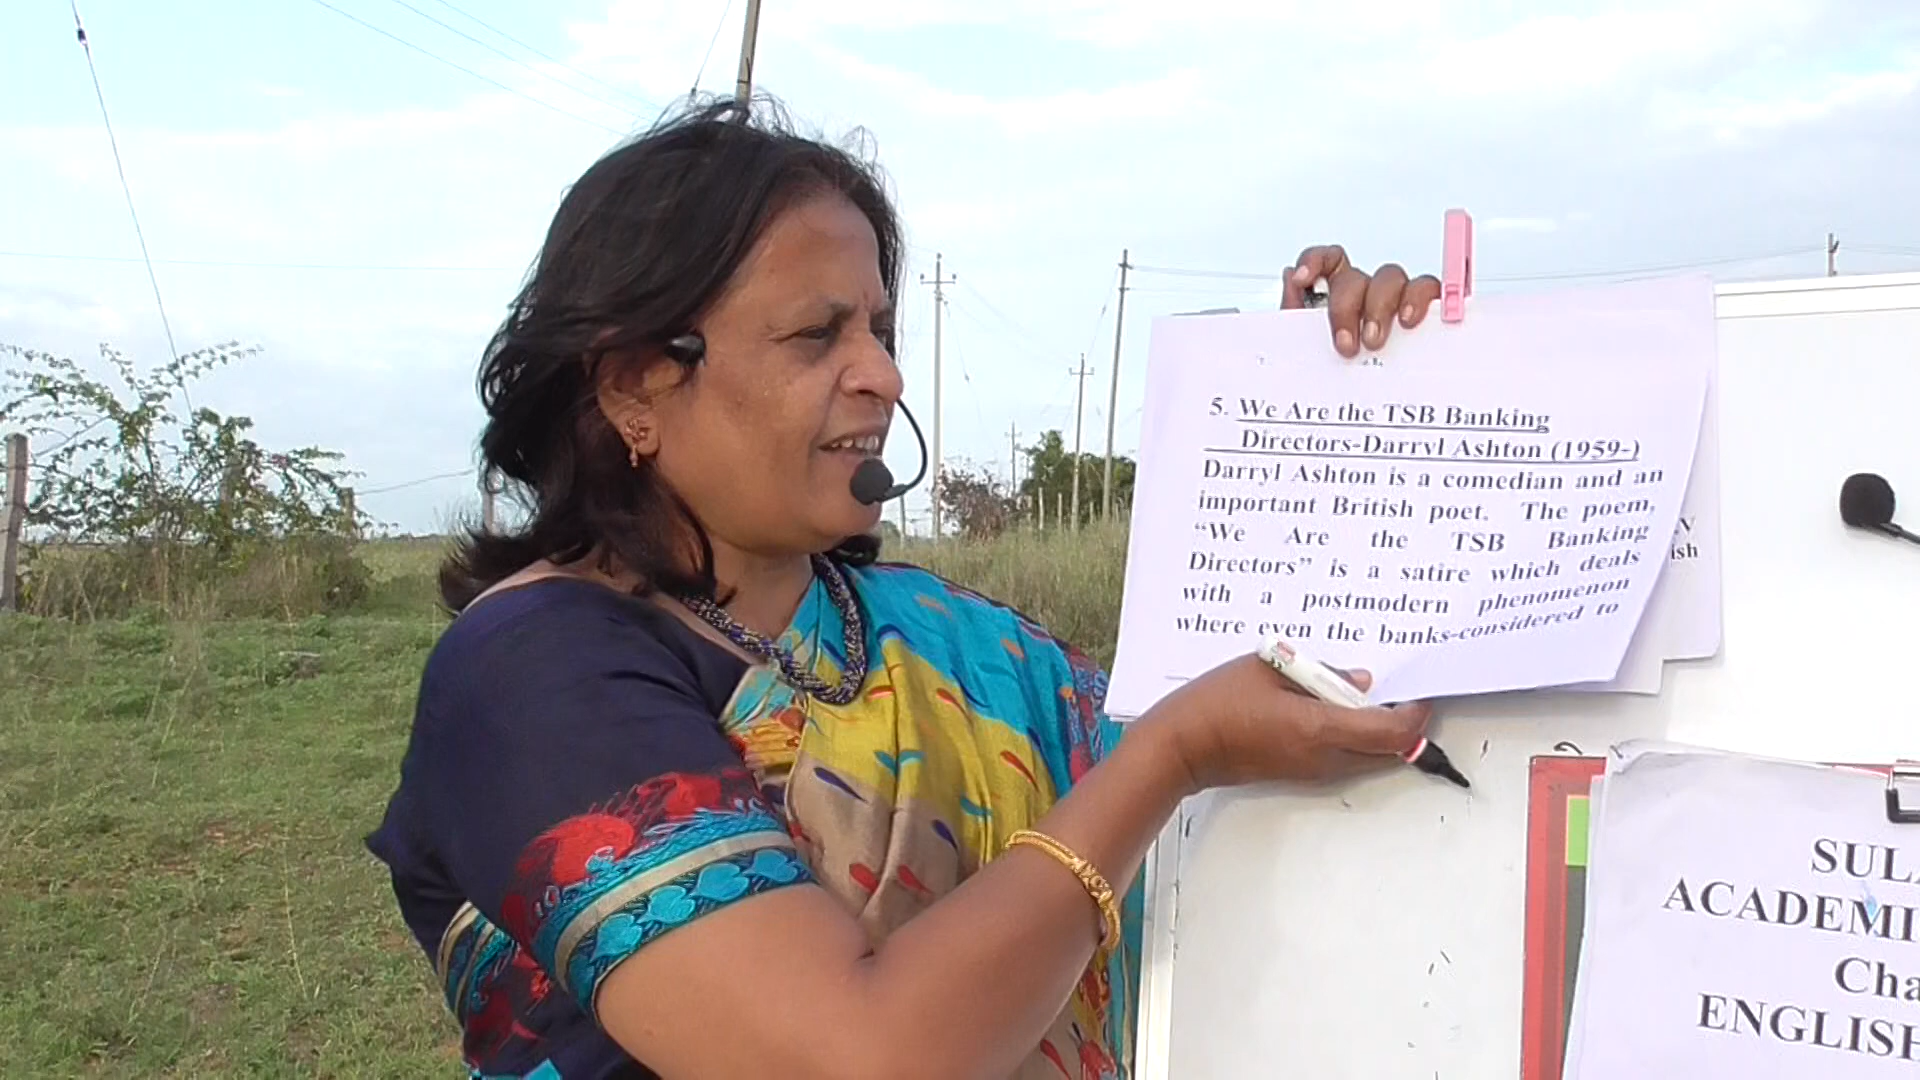 5. We Are the TSB Banking
Directors-Darryl Ashton (1959-)
Darryl Ashton is a comedian and an
important British poet. The poem,
“We Are the TSB Banking
Directors” is a satire which deals
with a postmodern phenomenon
where even the banks-considered to
V
ish
SUL
ACADEMI
Cha
ENGLISH